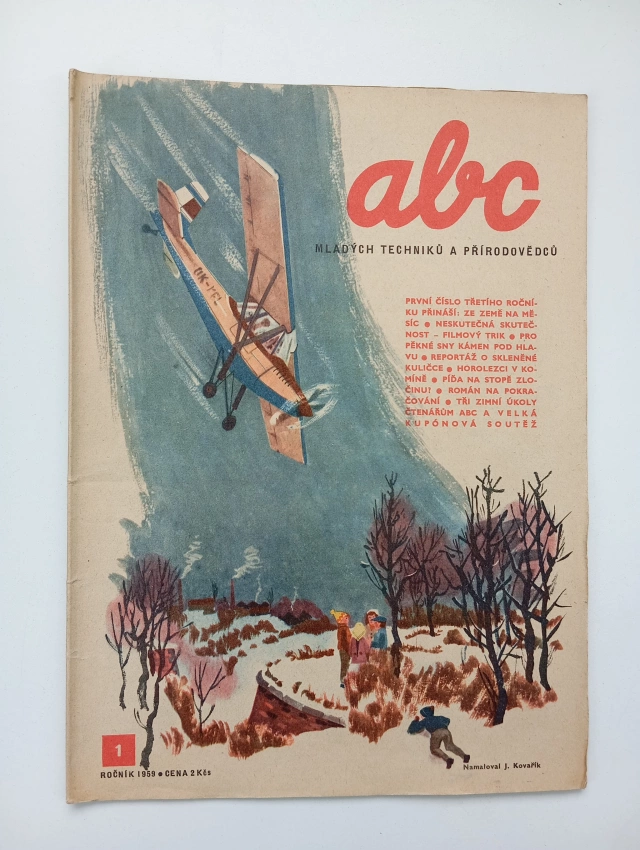 abc
MLADÝCH TECHNIKŮ A PŘÍRODOVĚDCŮ
PRVNÍ ČÍSLO TŘETÍHO ROČNÍ-
KU PŘINÁŠÍ: ZE ZEMĚ NA MĚ-
SÍC ● NESKUTEČNÁ SKUTEČ-
NOST – FILMOVÝ TRIK ● PRO
PĚKNÉ SNY KÁMEN POD HLA-
VU ● REPORTÁŽ O SKLENĚNÉ
KULIČCE ● HOROLEZCI V KO-
MÍNĚ ● PÍĎA NA STOPĚ ZLO-
ČINU? ● ROMÁN NA POKRA-
ČOVÁNÍ ● TŘI ZIMNÍ ÚKOLY
ČTENÁŘŮM ABC A VELKÁ
KUPÓNOVÁ SOUTĚŽ
1
ROČNÍK 1959 ● CENA 2 Kčs
Namaloval J. Kovařík